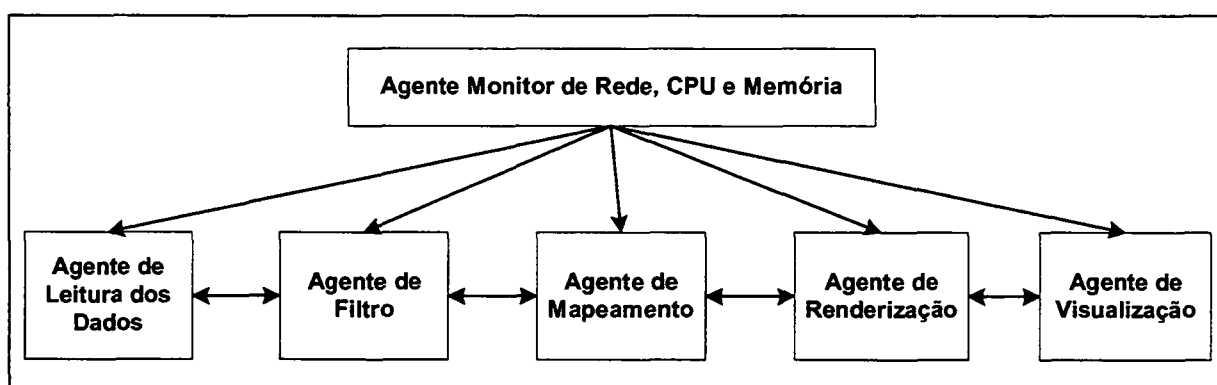 Agente Monitor de Rede, CPU e Memória
Agente de
Leitura dos
Dados
Agente de
Filtro
Agente de
Mapeamento
Agente de
Renderização
Agente de
Visualização